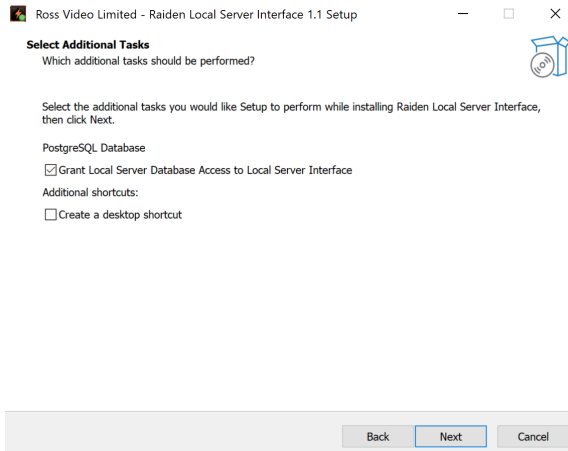 Ross Video Limited - Raiden Local Server Interface 1.1 Setup
Select Additional Tasks
Which additional tasks should be performed?
Select the additional tasks you would like Setup to perform while installing Raiden Local Server Interface,
then click Next.
PostgreSQL Database
Grant Local Server Database Access to Local Server Interface
Additional shortcuts:
Create a desktop shortcut
Back
Next
Cancel